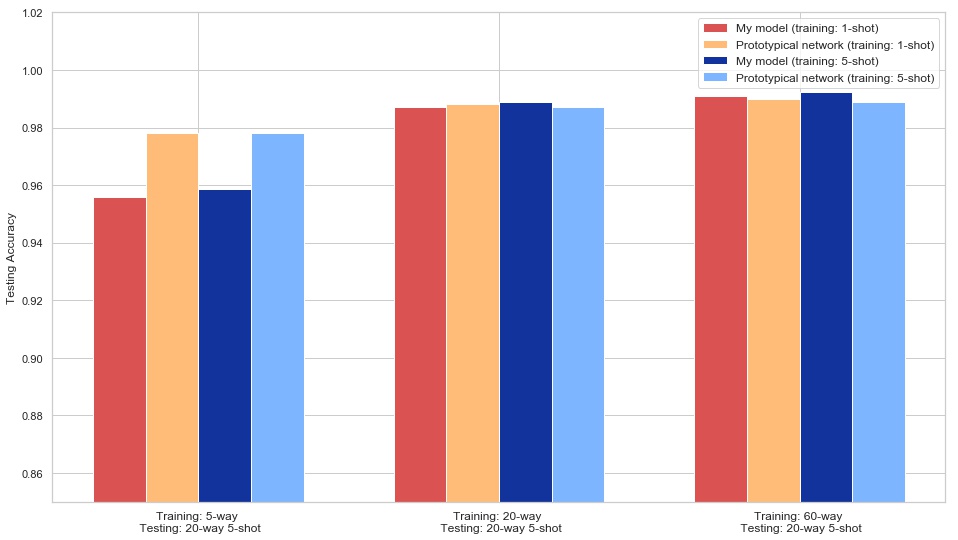 1.02
1.00
0.98
0.96
0.94
0.92
0.90
0.88
0.86
Testing Accuracy
My model (training: 1-shot)
Prototypical network (training: 1-shot)
My model (training: 5-shot)
Prototypical network (training: 5-shot)
Training: 5-way
Testing: 20-way 5-shot
Training: 20-way
Testing: 20-way 5-shot
Training: 60-way
Testing: 20-way 5-shot